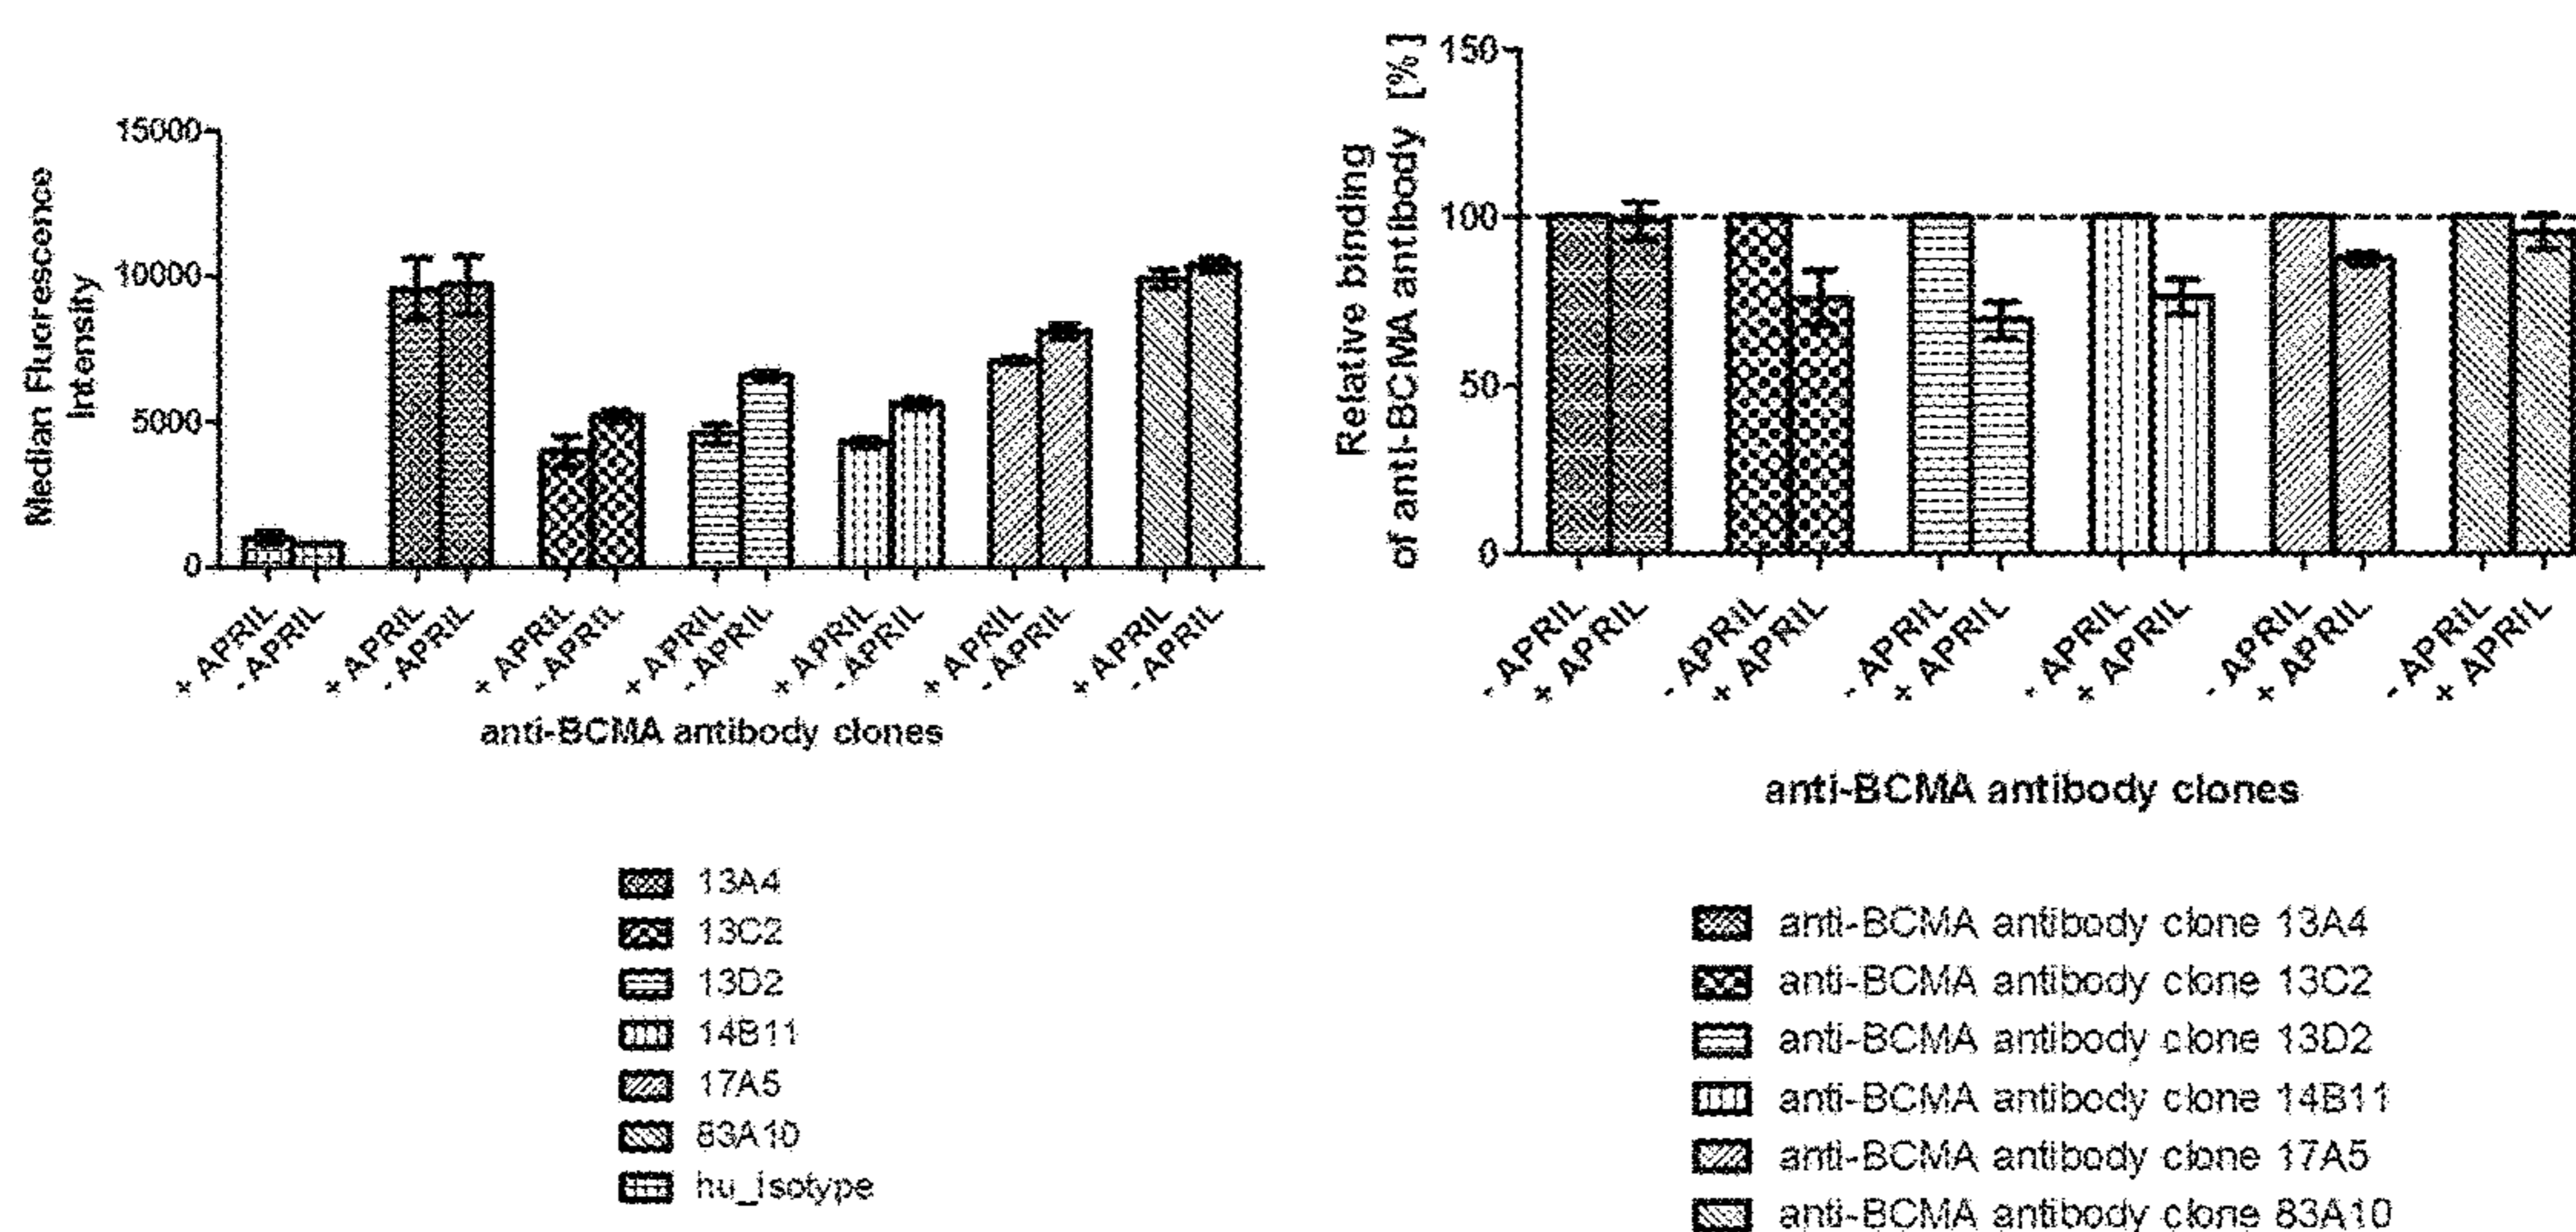 Median Fluorescence
Intensity
15000
10000
5000
0
+ APRIL
- APRIL
+ APRIL
- APRIL
+ APRIL
- APRIL
+ APRIL
- APRIL
+ APRIL
- APRIL
+ APRIL
- APRIL
+ APRIL
- APRIL
anti-BCMA antibody clones
13A4
13C2
13D2
14B11
17A5
83A10
hu_isotype
Relative binding
of anti-BCMA antibody [%]
150
100
50
0
- APRIL
+ APRIL
- APRIL
+ APRIL
- APRIL
+ APRIL
- APRIL
+ APRIL
- APRIL
+ APRIL
- APRIL
+ APRIL
anti-BCMA antibody clones
anti-BCMA antibody clone 13A4
anti-BCMA antibody clone 13C2
anti-BCMA antibody clone 13D2
anti-BCMA antibody clone 14B11
anti-BCMA antibody clone 17A5
anti-BCMA antibody clone 83A10